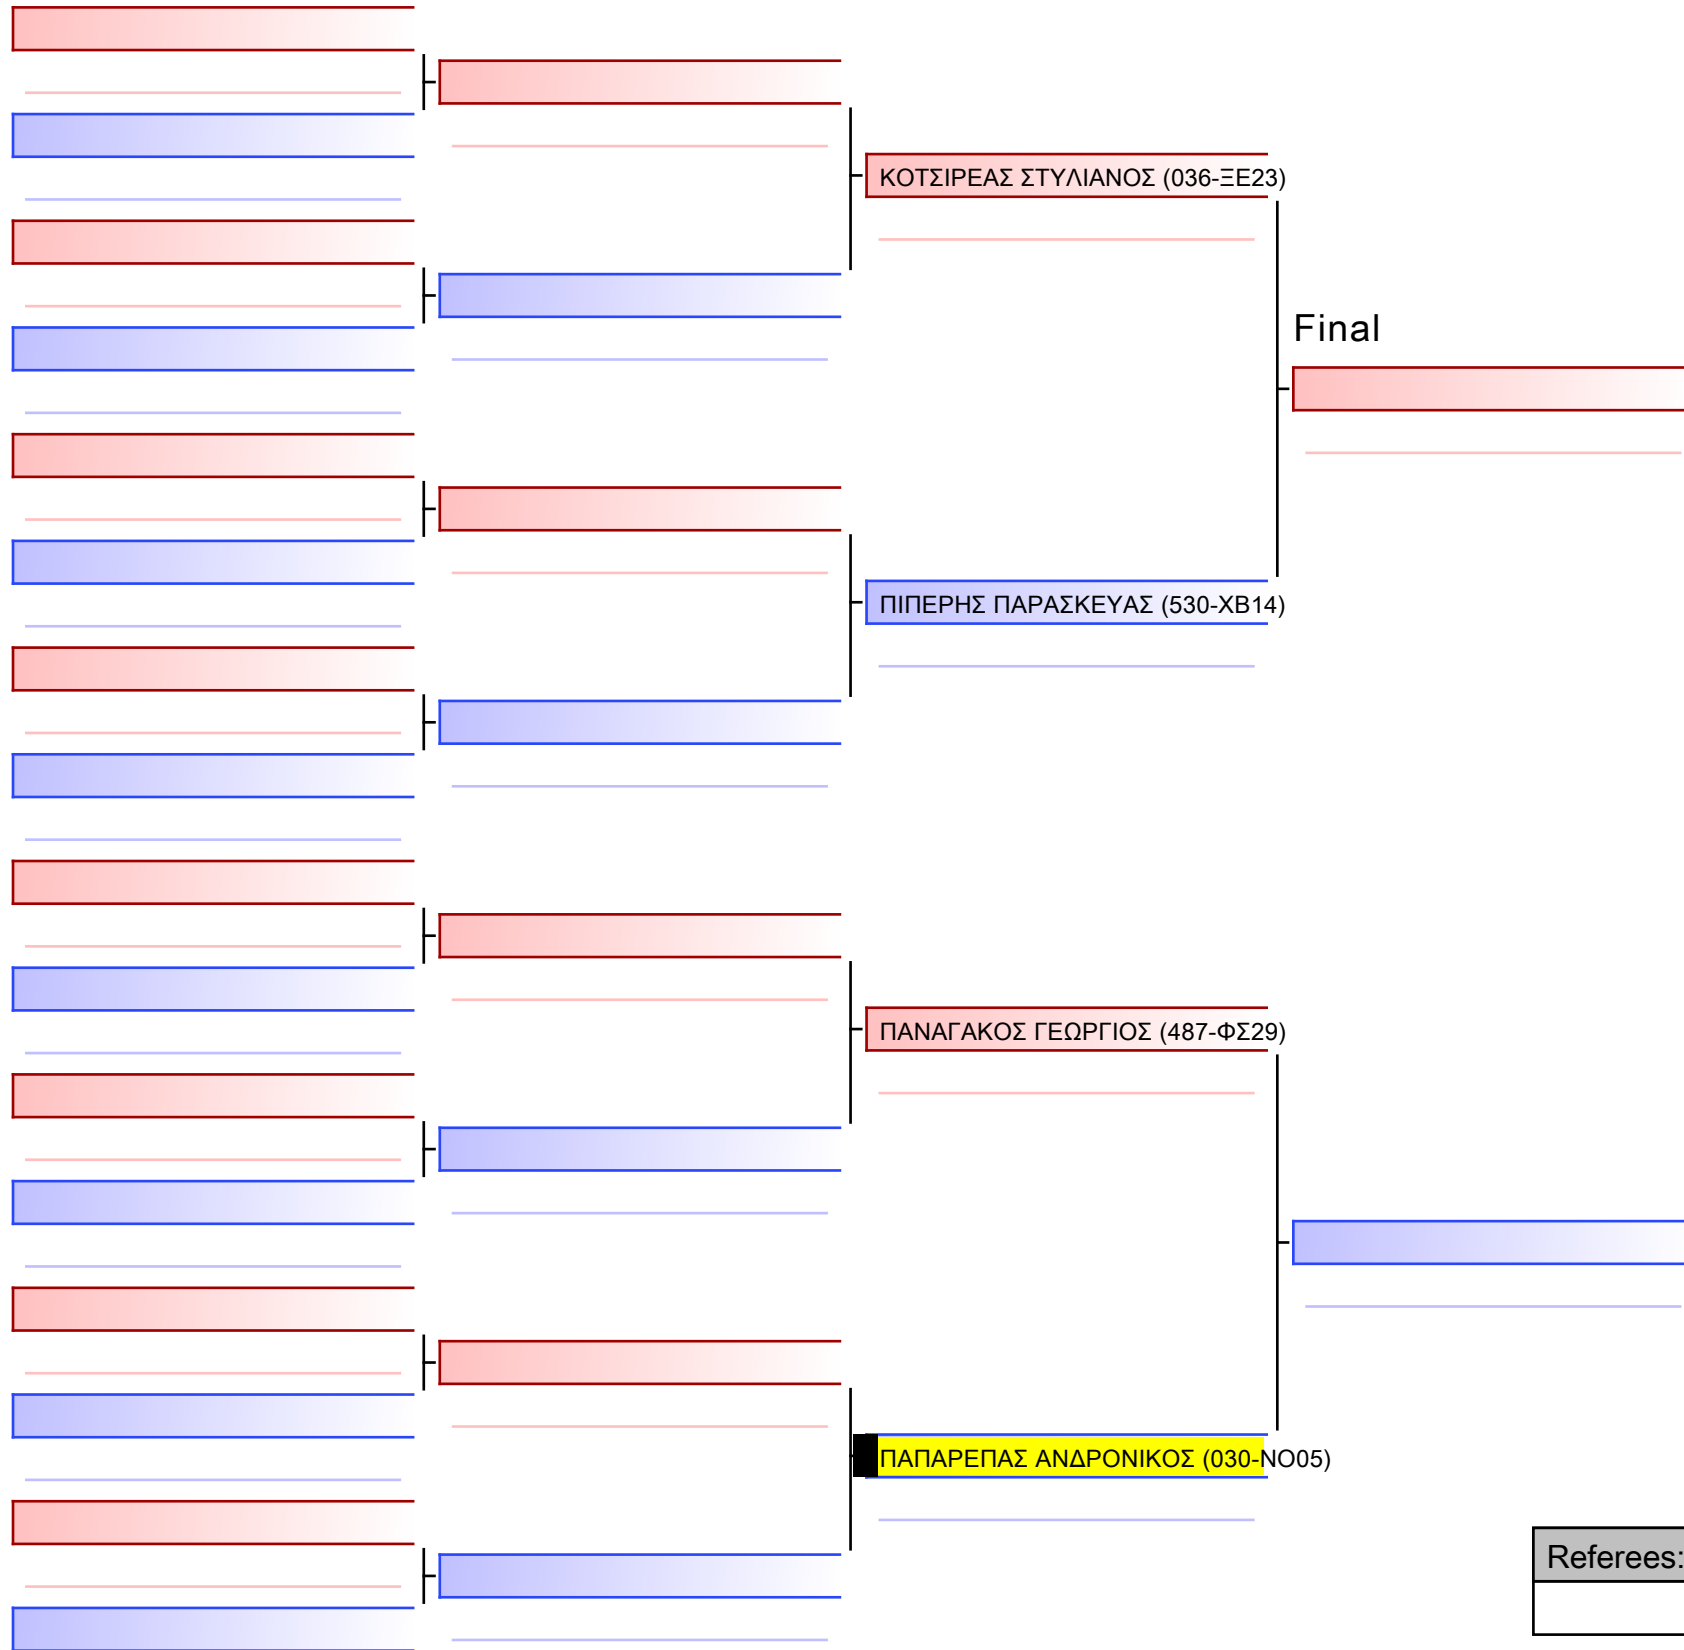 ΚΟΤΣΙΡΕΑΣ ΣΤΥΛΙΑΝΟΣ (036-ΞΕ23)
Final
ΠΙΠΕΡΗΣ ΠΑΡΑΣΚΕΥΑΣ (530-ΧΒ14)
ΠΑΝΑΓΑΚΟΣ ΓΕΩΡΓΙΟΣ (487-ΦΣ29)
ΠΑΠΑΡΕΠΑΣ ΑΝΔΡΟΝΙΚΟΣ (030-ΝΟ05)
Referees: